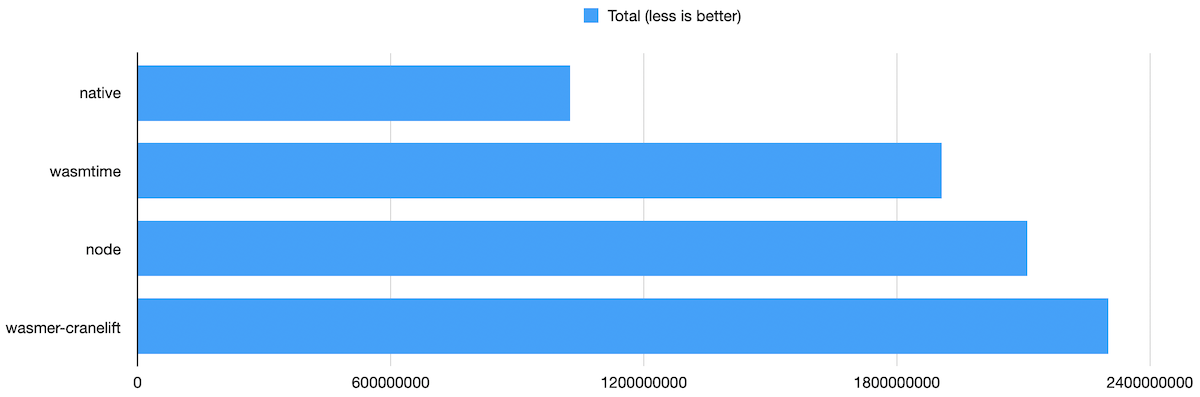 Total (less is better)
native
wasmtime
node
wasmer-cranelift
0 600000000 1200000000 1800000000 2400000000